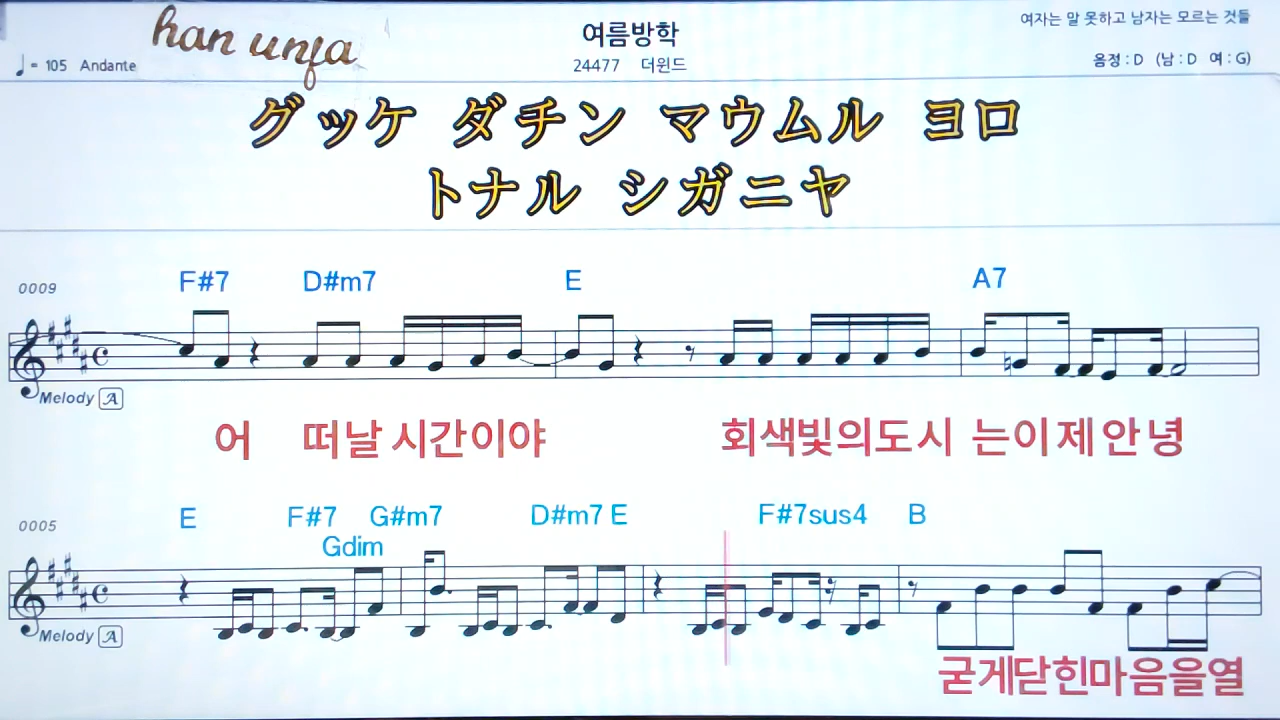 han unfa
여름방학
여자는 말 못하고 남자는 모르는 것들
♩= 105 Andante
24477 더윈드
음정 : D (남 : D 여 : G)
グッケ ダチン マウムル ヨロ
トナル シガニヤ
0009
F#7 D#m7 E A7
Melody A
어 떠날 시간이야 회색빛의도시 는이제안녕
0005
E F#7 G#m7 D#m7 E F#7sus4 B
Gdim
Melody A
굳게닫힌마음을열